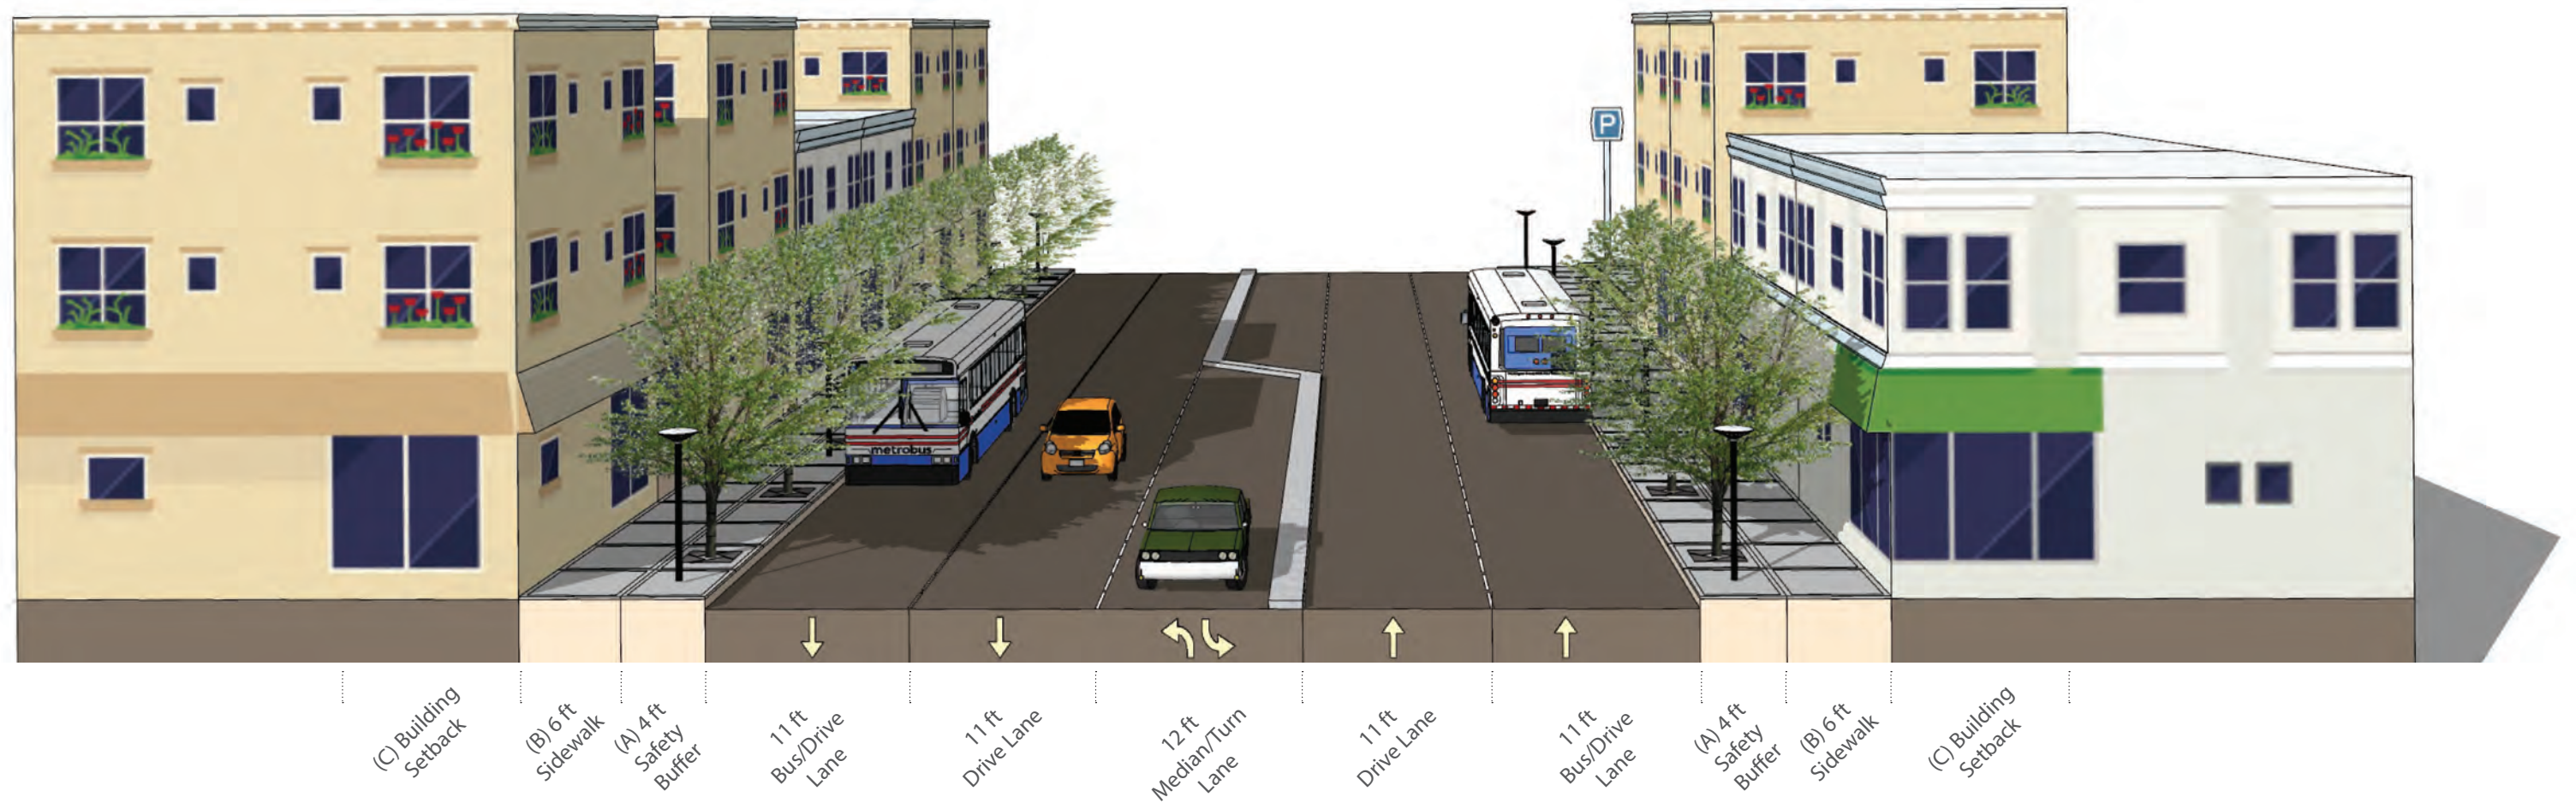 P
metrobus
(C) Building
Setback
(B) 6 ft
Sidewalk
(A) 4 ft
Safety
Buffer
11 ft
Bus/Drive
Lane
11 ft
Drive Lane
12 ft
Median/Turn
Lane
11 ft
Drive Lane
11 ft
Bus/Drive
Lane
(A) 4 ft
Safety
Buffer
(B) 6 ft
Sidewalk
(C) Building
Setback